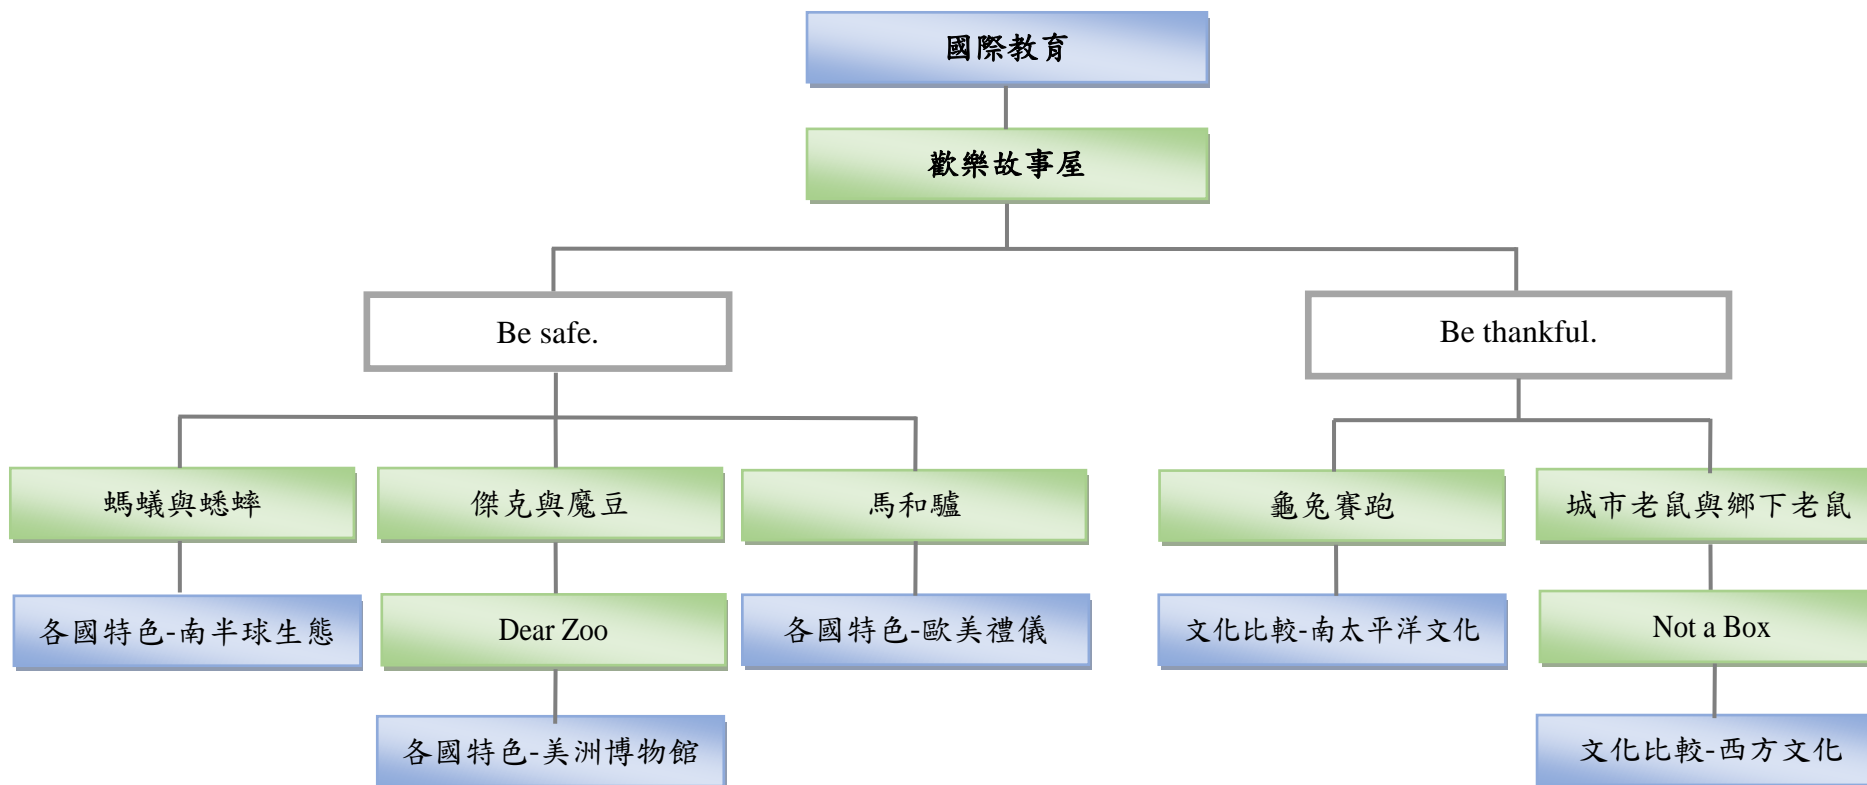 國際教育
歡樂故事屋
Be safe.
Be thankful.
螞蟻與蟋蟀
傑克與魔豆
馬和驢
龜兔賽跑
城市老鼠與鄉下老鼠
各國特色-南半球生態
Dear Zoo
各國特色-歐美禮儀
文化比較-南太平洋文化
Not a Box
各國特色-美洲博物館
文化比較-西方文化